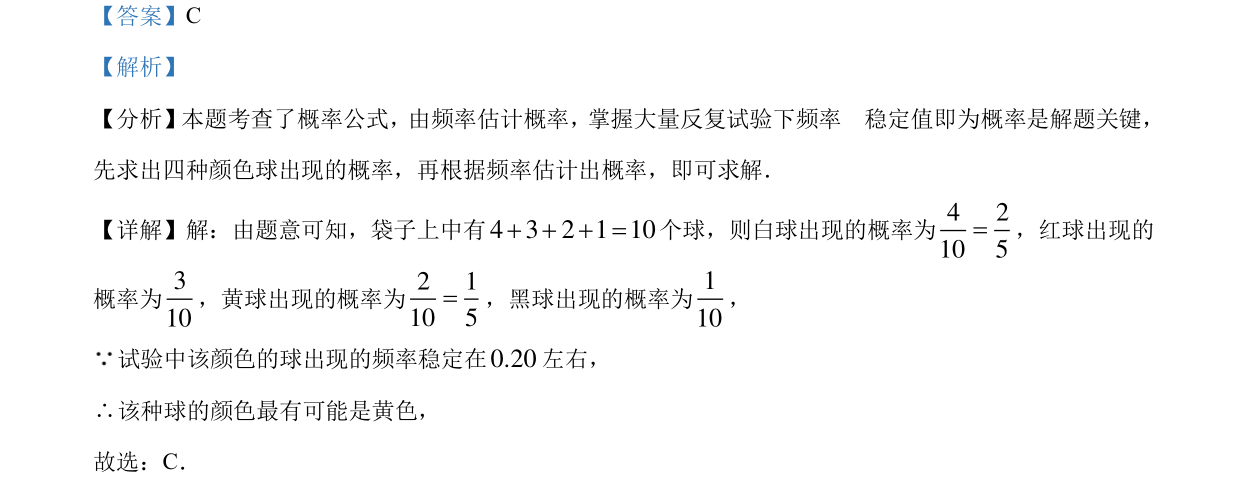 【答案】C
【解析】
【分析】本题考查了概率公式，由频率估计概率，掌握大量反复试验下频率 稳定值即为概率是解题关键，
先求出四种颜色球出现的概率，再根据频率估计出概率，即可求解．
【详解】解：由题意可知，袋子上中有4+3+2+1=10个球，则白球出现的概率为4/10=2/5，红球出现的
概率为3/10，黄球出现的概率为2/10=1/5，黑球出现的概率为1/10，
∵试验中该颜色的球出现的频率稳定在0.20左右，
∴该种球的颜色最有可能是黄色，
故选：C．